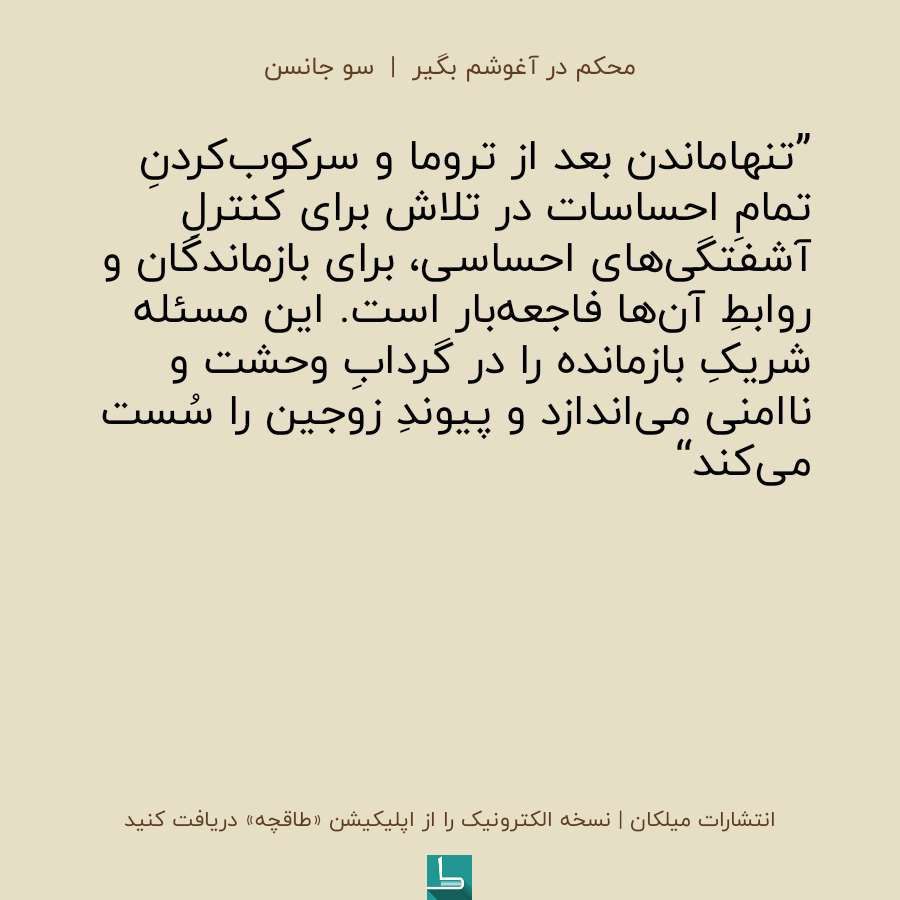 محکم در آغوشم بگیر | سو جانسن
”تنهاماندن بعد از تروما و سرکوب‌کردنِ
تمامِ احساسات در تلاش برای کنترلِ
آشفتگی‌های احساسی، برای بازماندگان و
روابطِ آن‌ها فاجعه‌بار است. این مسئله
شریکِ بازمانده را در گردابِ وحشت و
ناامنی می‌اندازد و پیوندِ زوجین را سُست
می‌کند“
انتشارات میلکان | نسخه الکترونیک را از اپلیکیشن «طاقچه» دریافت کنید